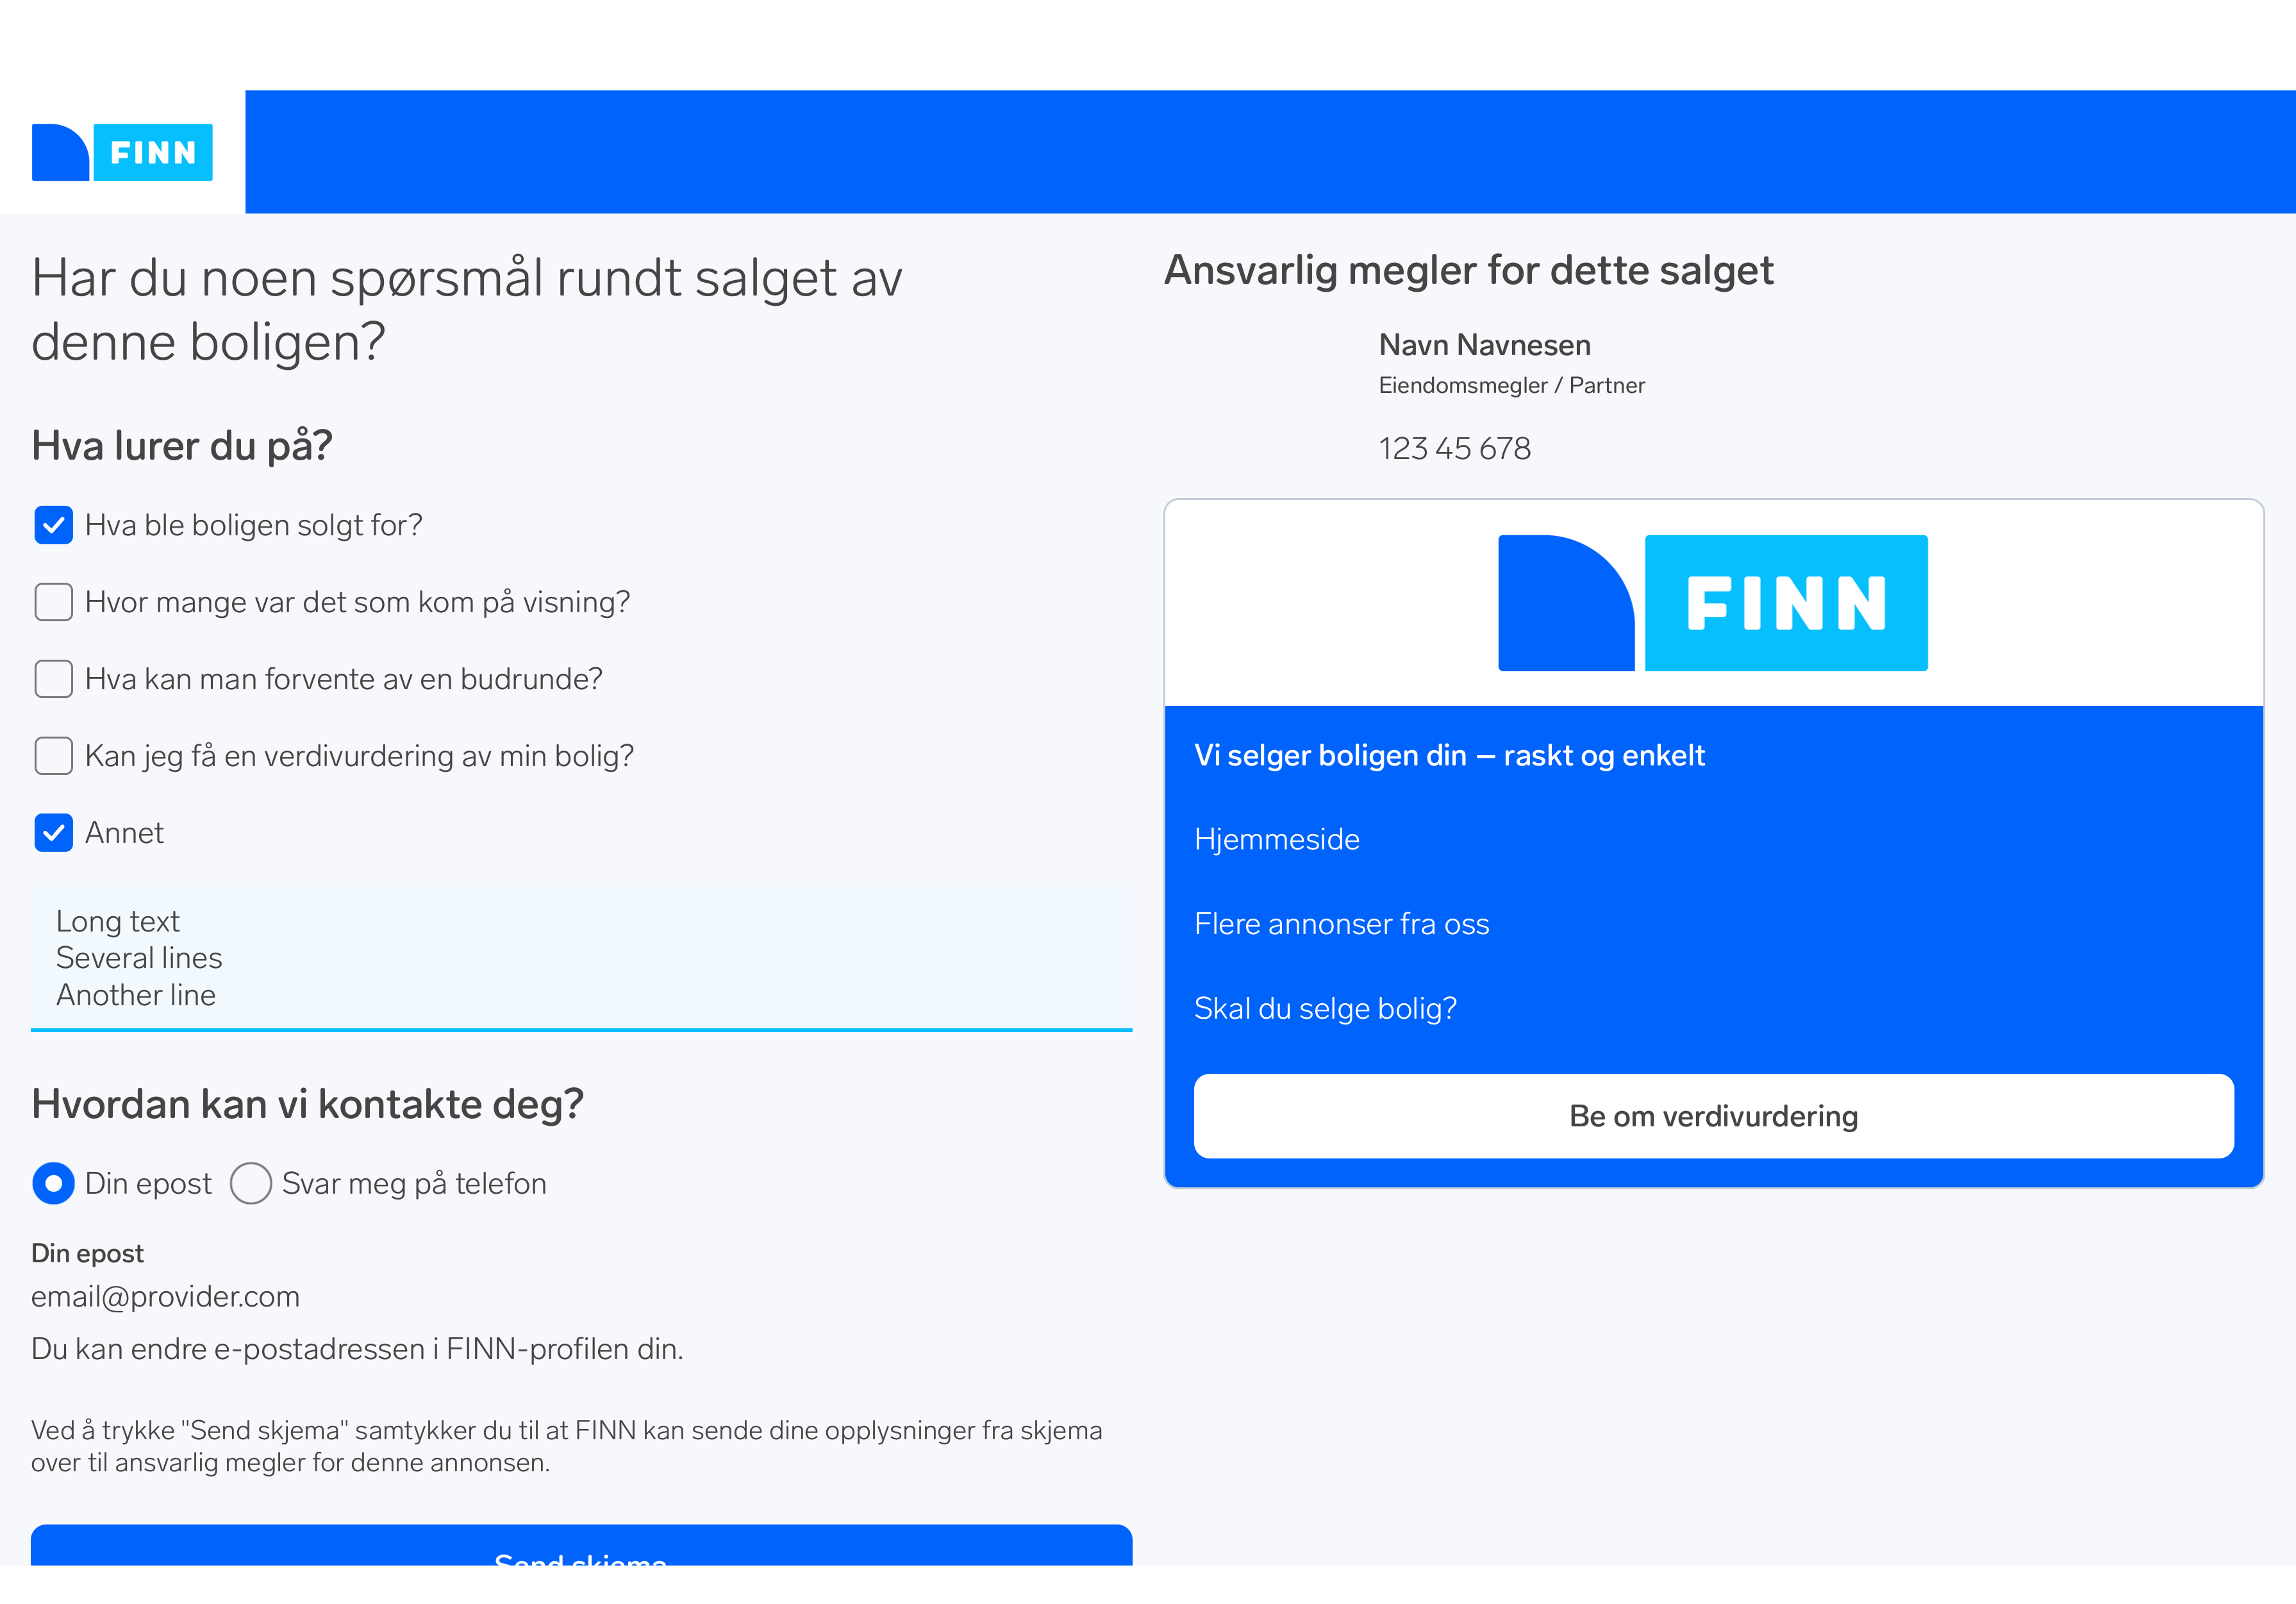 FINN
Har du noen spørsmål rundt salget av
denne boligen?
Hva lurer du på?
Hva ble boligen solgt for?
Hvor mange var det som kom på visning?
Hva kan man forvente av en budrunde?
Kan jeg få en verdivurdering av min bolig?
Annet
Long text
Several lines
Another line
Hvordan kan vi kontakte deg?
Din epost
Svar meg på telefon
Din epost
email@provider.com
Du kan endre e-postadressen i FINN-profilen din.
Ved å trykke "Send skjema" samtykker du til at FINN kan sende dine opplysninger fra skjema
over til ansvarlig megler for denne annonsen.
Send skjema
Ansvarlig megler for dette salget
Navn Navnesen
Eiendomsmegler / Partner
123 45 678
FINN
Vi selger boligen din – raskt og enkelt
Hjemmeside
Flere annonser fra oss
Skal du selge bolig?
Be om verdivurdering